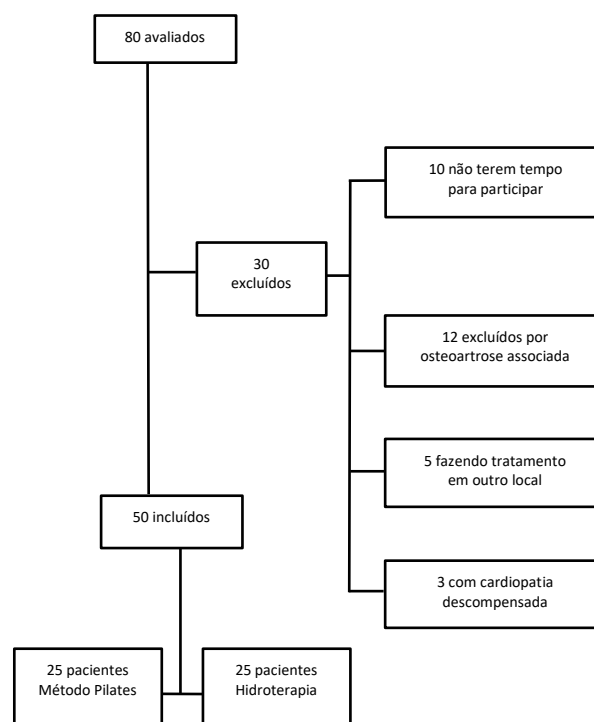 80 avaliados
10 não terem tempo
para participar
30
excluídos
12 excluídos por
osteoartrose associada
5 fazendo tratamento
em outro local
50 incluídos
3 com cardiopatia
descompensada
25 pacientes
Método Pilates
25 pacientes
Hidroterapia